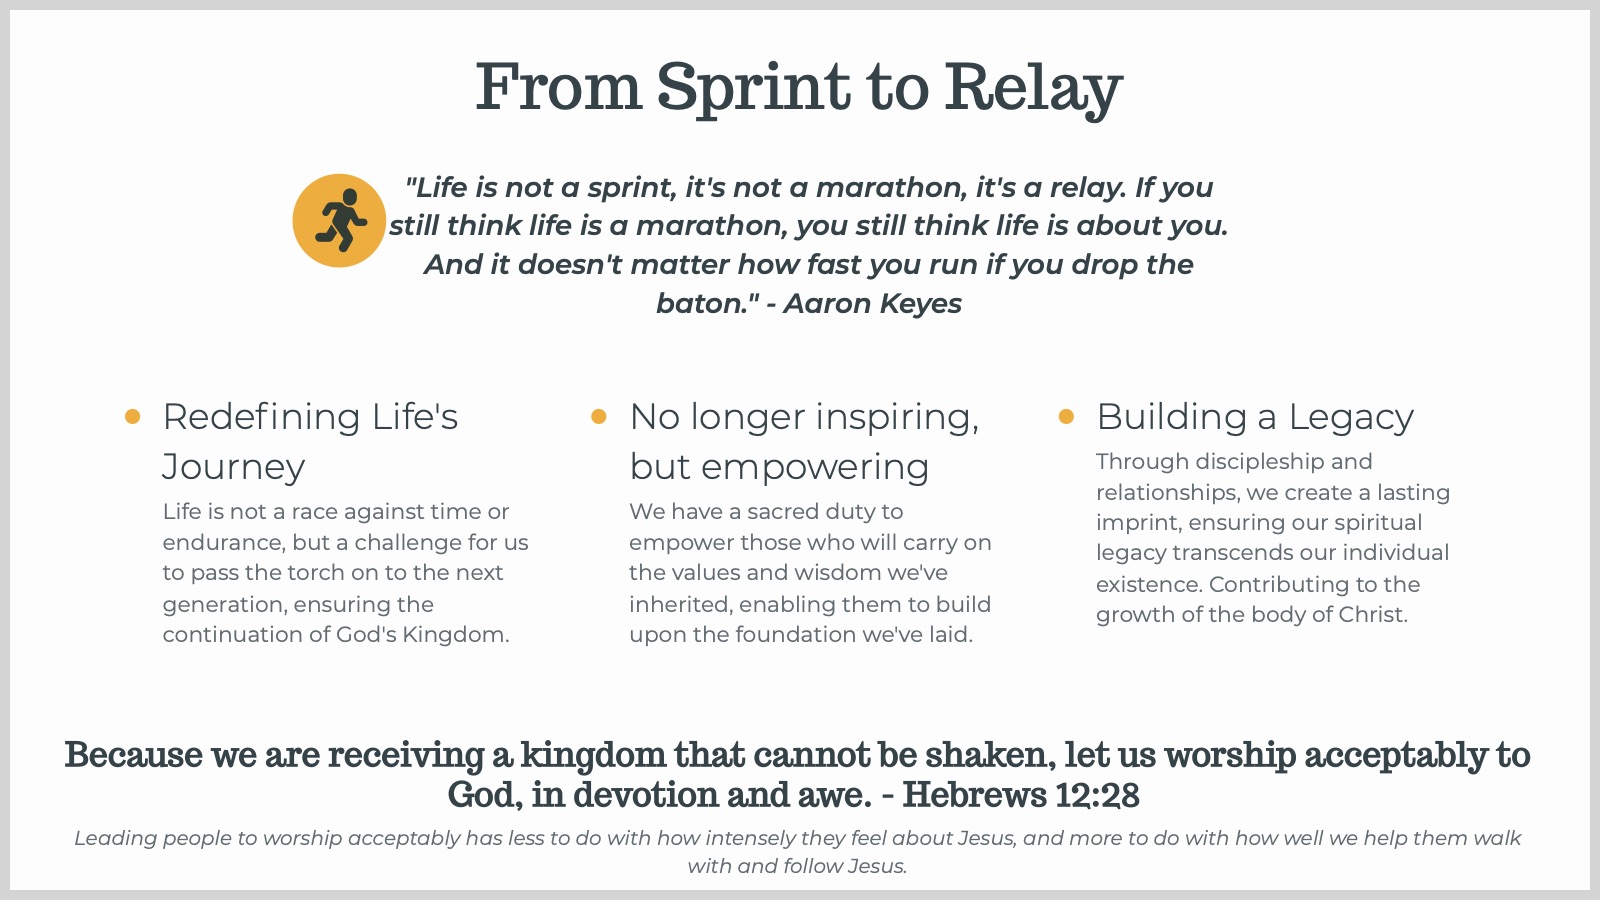 From Sprint to Relay
"Life is not a sprint, it's not a marathon, it's a relay. If you
still think life is a marathon, you still think life is about you.
And it doesn't matter how fast you run if you drop the
baton." - Aaron Keyes
Redefining Life's
Journey
Life is not a race against time or
endurance, but a challenge for us
to pass the torch on to the next
generation, ensuring the
continuation of God's Kingdom.
No longer inspiring,
but empowering
We have a sacred duty to
empower those who will carry on
the values and wisdom we've
inherited, enabling them to build
upon the foundation we've laid.
Building a Legacy
Through discipleship and
relationships, we create a lasting
imprint, ensuring our spiritual
legacy transcends our individual
existence. Contributing to the
growth of the body of Christ.
Because we are receiving a kingdom that cannot be shaken, let us worship acceptably to
God, in devotion and awe. - Hebrews 12:28
Leading people to worship acceptably has less to do with how intensely they feel about Jesus, and more to do with how well we help them walk
with and follow Jesus.